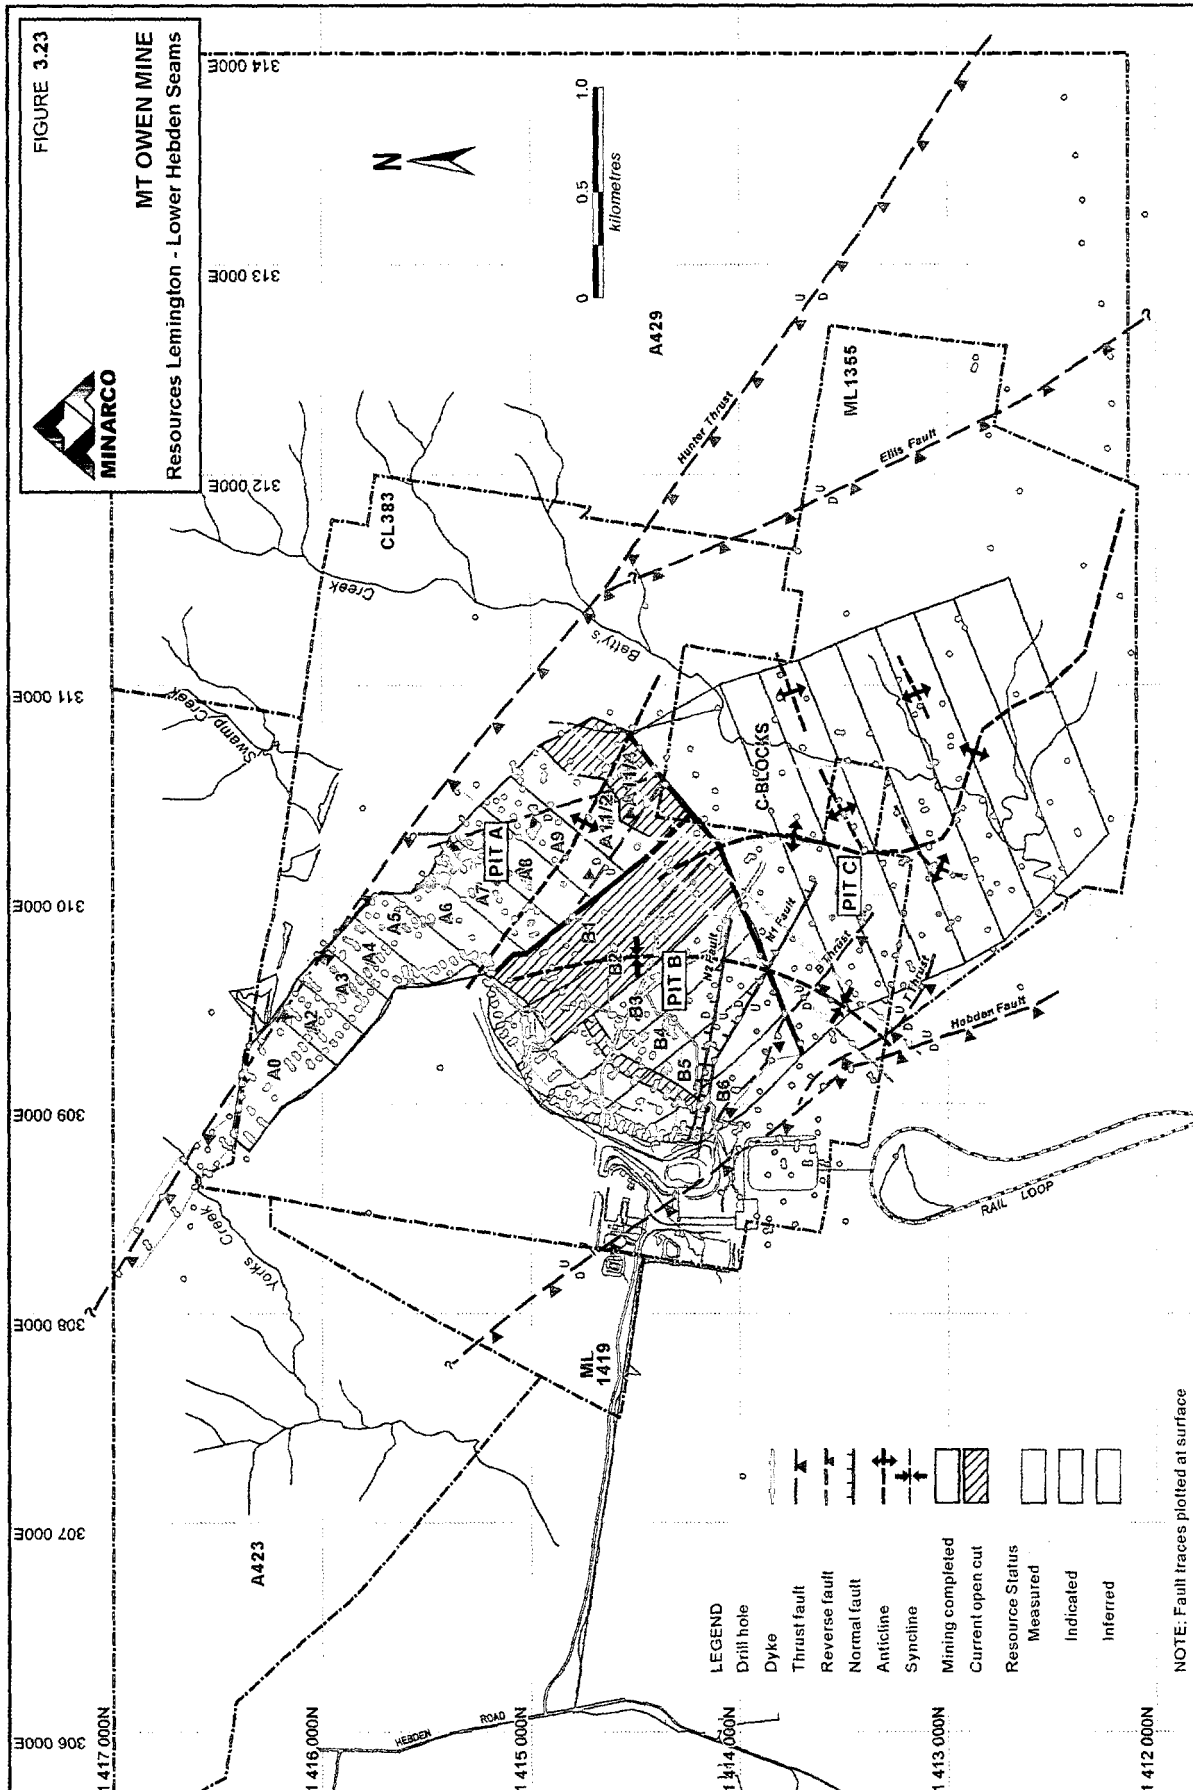 FIGURE 3.23
MINARCO
MT OWEN MINE
Resources Lemington - Lower Hebden Seams
314 000E
313 000E
312 000E
311 000E
310 000E
309 000E
308 000E
307 000E
306 000E
1 417 000N
1 416 000N
1 415 000N
1 414 000N
1 413 000N
1 412 000N
N
0 0.5 1.0
kilometres
A429
CL383
ML1355
A423
ML
1419
Hunter Thrust
Ellis Fault
Swamp Creek
Betty's
Creek
Yorks
Creek
PIT A
A0
A2
A3
A4
A5
A6
A7
A8
A9
A11/2
PIT B
B1
B2
B3
B4
B5
B6
N2 Fault
N1 Fault
B Thrust
T Thrust
Hebden Fault
C-BLOCKS
PIT C
RAIL LOOP
HEBDEN ROAD
U
D
U
D
U
D
U
D
U
D
U
D
?
?
?
?
?
LEGEND
Drill hole
Dyke
Thrust fault
Reverse fault
Normal fault
Anticline
Syncline
Mining completed
Current open cut
Resource Status
Measured
Indicated
Inferred
NOTE: Fault traces plotted at surface